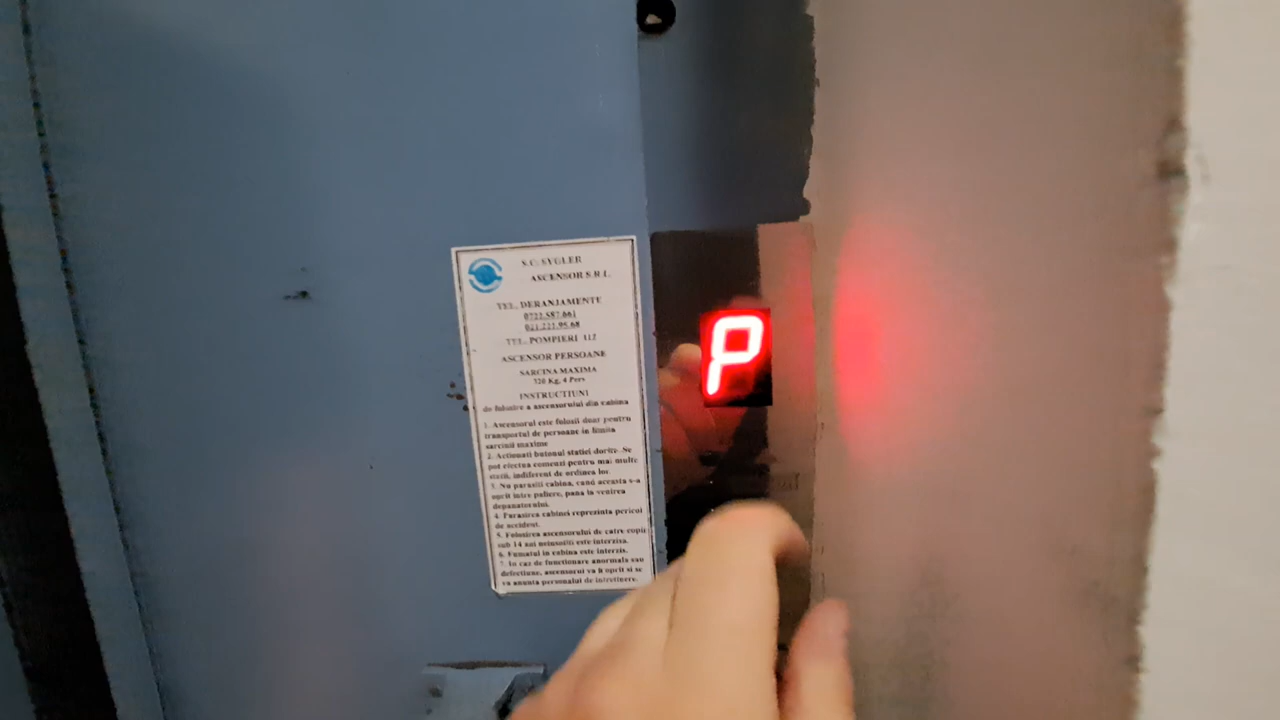 S.C. SYGLER
ASCENSOR S.R.L.
TEL. DERANJAMENTE
0722.587.661
021.221.95.68
TEL. POMPIERI 112
ASCENSOR PERSOANE
SARCINA MAXIMA
320 Kg, 4 Pers
INSTRUCTIUNI
de folosire a ascensorului din cabina
1. Ascensorul este folosit doar pentru
transportul de persoane in limita
sarcinii maxime
2. Actionati butonul statiei dorite. Se
pot efectua comenzi pentru mai multe
statii, indiferent de ordinea lor.
3. Nu parasiti cabina, cand aceasta s-a
oprit intre paliere, pana la venirea
depanatorului.
4. Parasirea cabinei reprezinta pericol
de accident.
5. Folosirea ascensorului de catre copii
sub 14 ani neinsotiti este interzisa.
6. Fumatul in cabina este interzis.
7. In caz de functionare anormala sau
defectiune, ascensorul va fi oprit si se
va anunta personalul de intretinere.
P